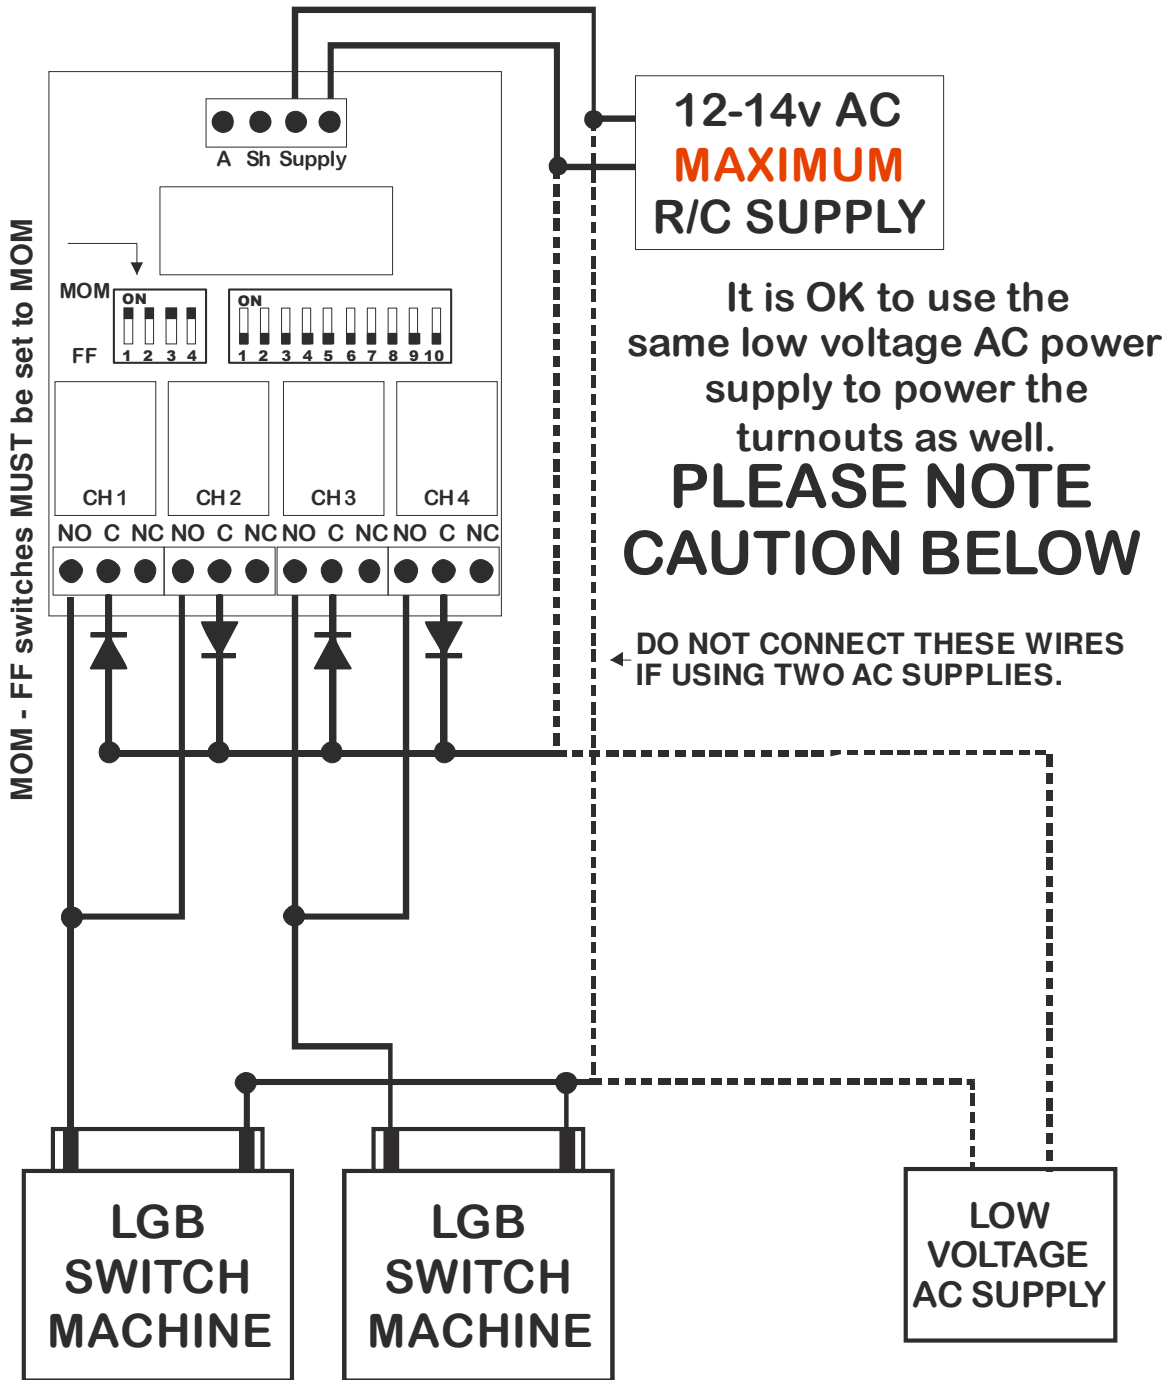 12-14v AC
MAXIMUM
R/C SUPPLY
A Sh Supply
MOM - FF switches MUST be set to MOM
MOM
FF
ON
1 2 3 4
ON
1 2 3 4 5 6 7 8 9 10
It is OK to use the
same low voltage AC power
supply to power the
turnouts as well.
PLEASE NOTE
CAUTION BELOW
CH 1 CH 2 CH 3 CH 4
NO C NC NO C NC NO C NC NO C NC
DO NOT CONNECT THESE WIRES
IF USING TWO AC SUPPLIES.
LGB
SWITCH
MACHINE
LGB
SWITCH
MACHINE
LOW
VOLTAGE
AC SUPPLY